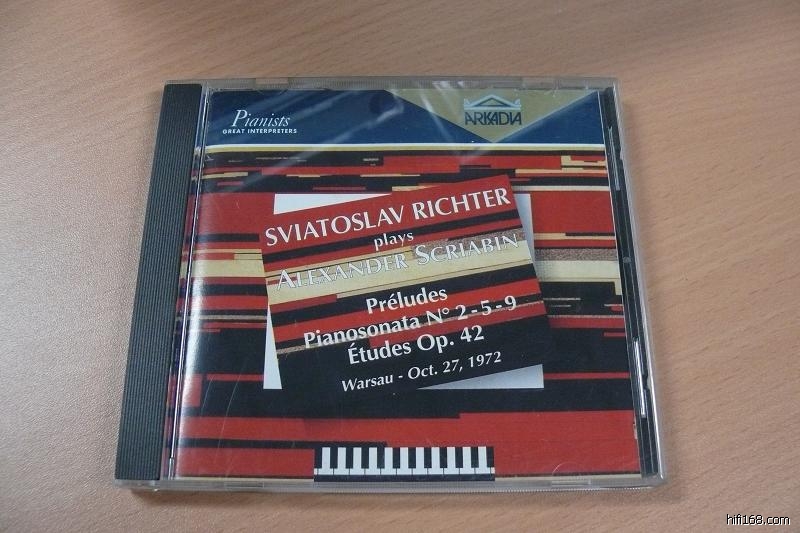 Pianists
GREAT INTERPRETERS
ARKADIA
SVIATOSLAV RICHTER
plays
ALEXANDER SCRIABIN
Préludes
Pianosonata N° 2-5-9
Études Op. 42
Warsau - Oct. 27, 1972
hifi168.com